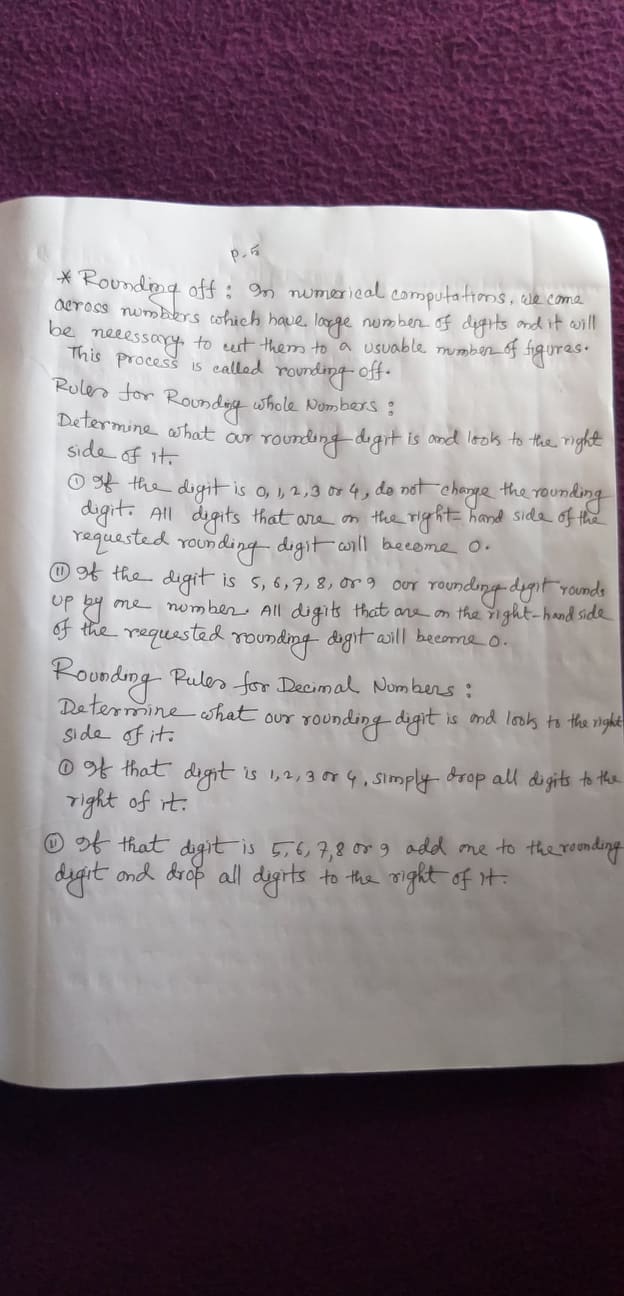 p.5
* Rounding off : In numerical computations, we come
across numbers which have large number of digits and it will
be necessary to cut them to a usuable number of figures.
This process is called rounding off.
Rules for Rounding whole Numbers :
Determine what our rounding digit is and look to the right
side of it.
(i) If the digit is 0, 1, 2, 3 or 4, do not change the rounding
digit. All digits that are on the right-hand side of the
requested rounding digit will become 0.
(ii) If the digit is 5, 6, 7, 8, or 9 our rounding digit rounds
up by one number. All digits that are on the right-hand side
of the requested rounding digit will become 0.
Rounding Rules for Decimal Numbers :
Determine what our rounding digit is and look to the right
side of it.
(i) If that digit is 1, 2, 3 or 4, simply drop all digits to the
right of it.
(ii) If that digit is 5, 6, 7, 8 or 9 add one to the rounding
digit and drop all digits to the right of it.